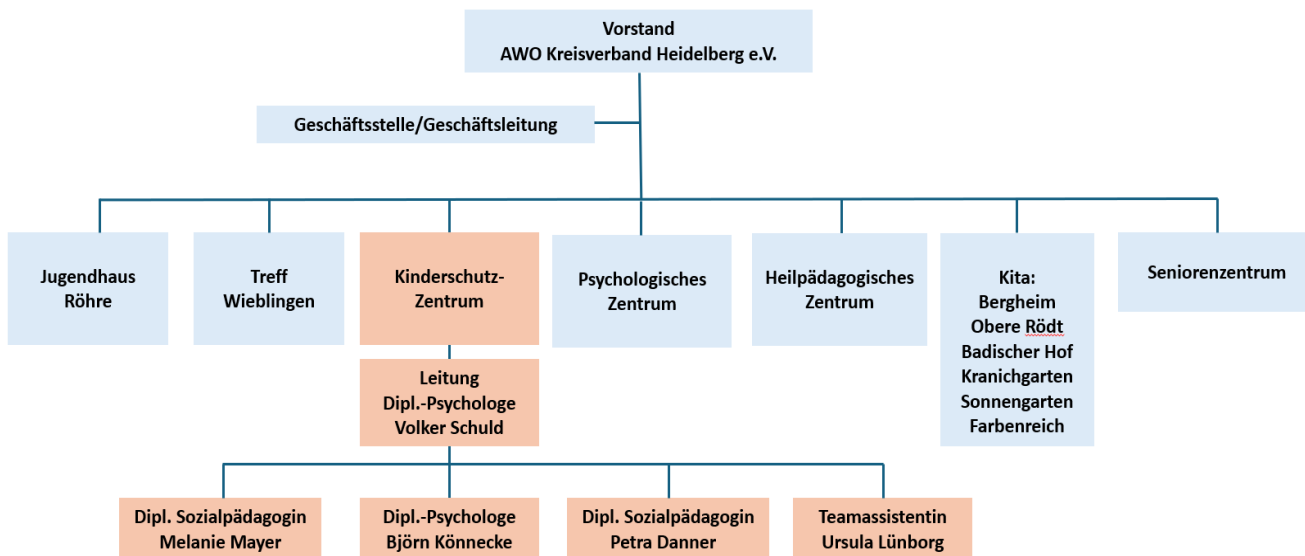 Vorstand
AWO Kreisverband Heidelberg e.V.
Geschäftsstelle/Geschäftsleitung
Jugendhaus
Röhre
Treff
Wieblingen
Kinderschutz-
Zentrum
Psychologisches
Zentrum
Heilpädagogisches
Zentrum
Kita:
Bergheim
Obere Rödt
Badischer Hof
Kranichgarten
Sonnengarten
Farbenreich
Seniorenzentrum
Leitung
Dipl.-Psychologe
Volker Schuld
Dipl. Sozialpädagogin
Melanie Mayer
Dipl.-Psychologe
Björn Könnecke
Dipl. Sozialpädagogin
Petra Danner
Teamassistentin
Ursula Lünborg